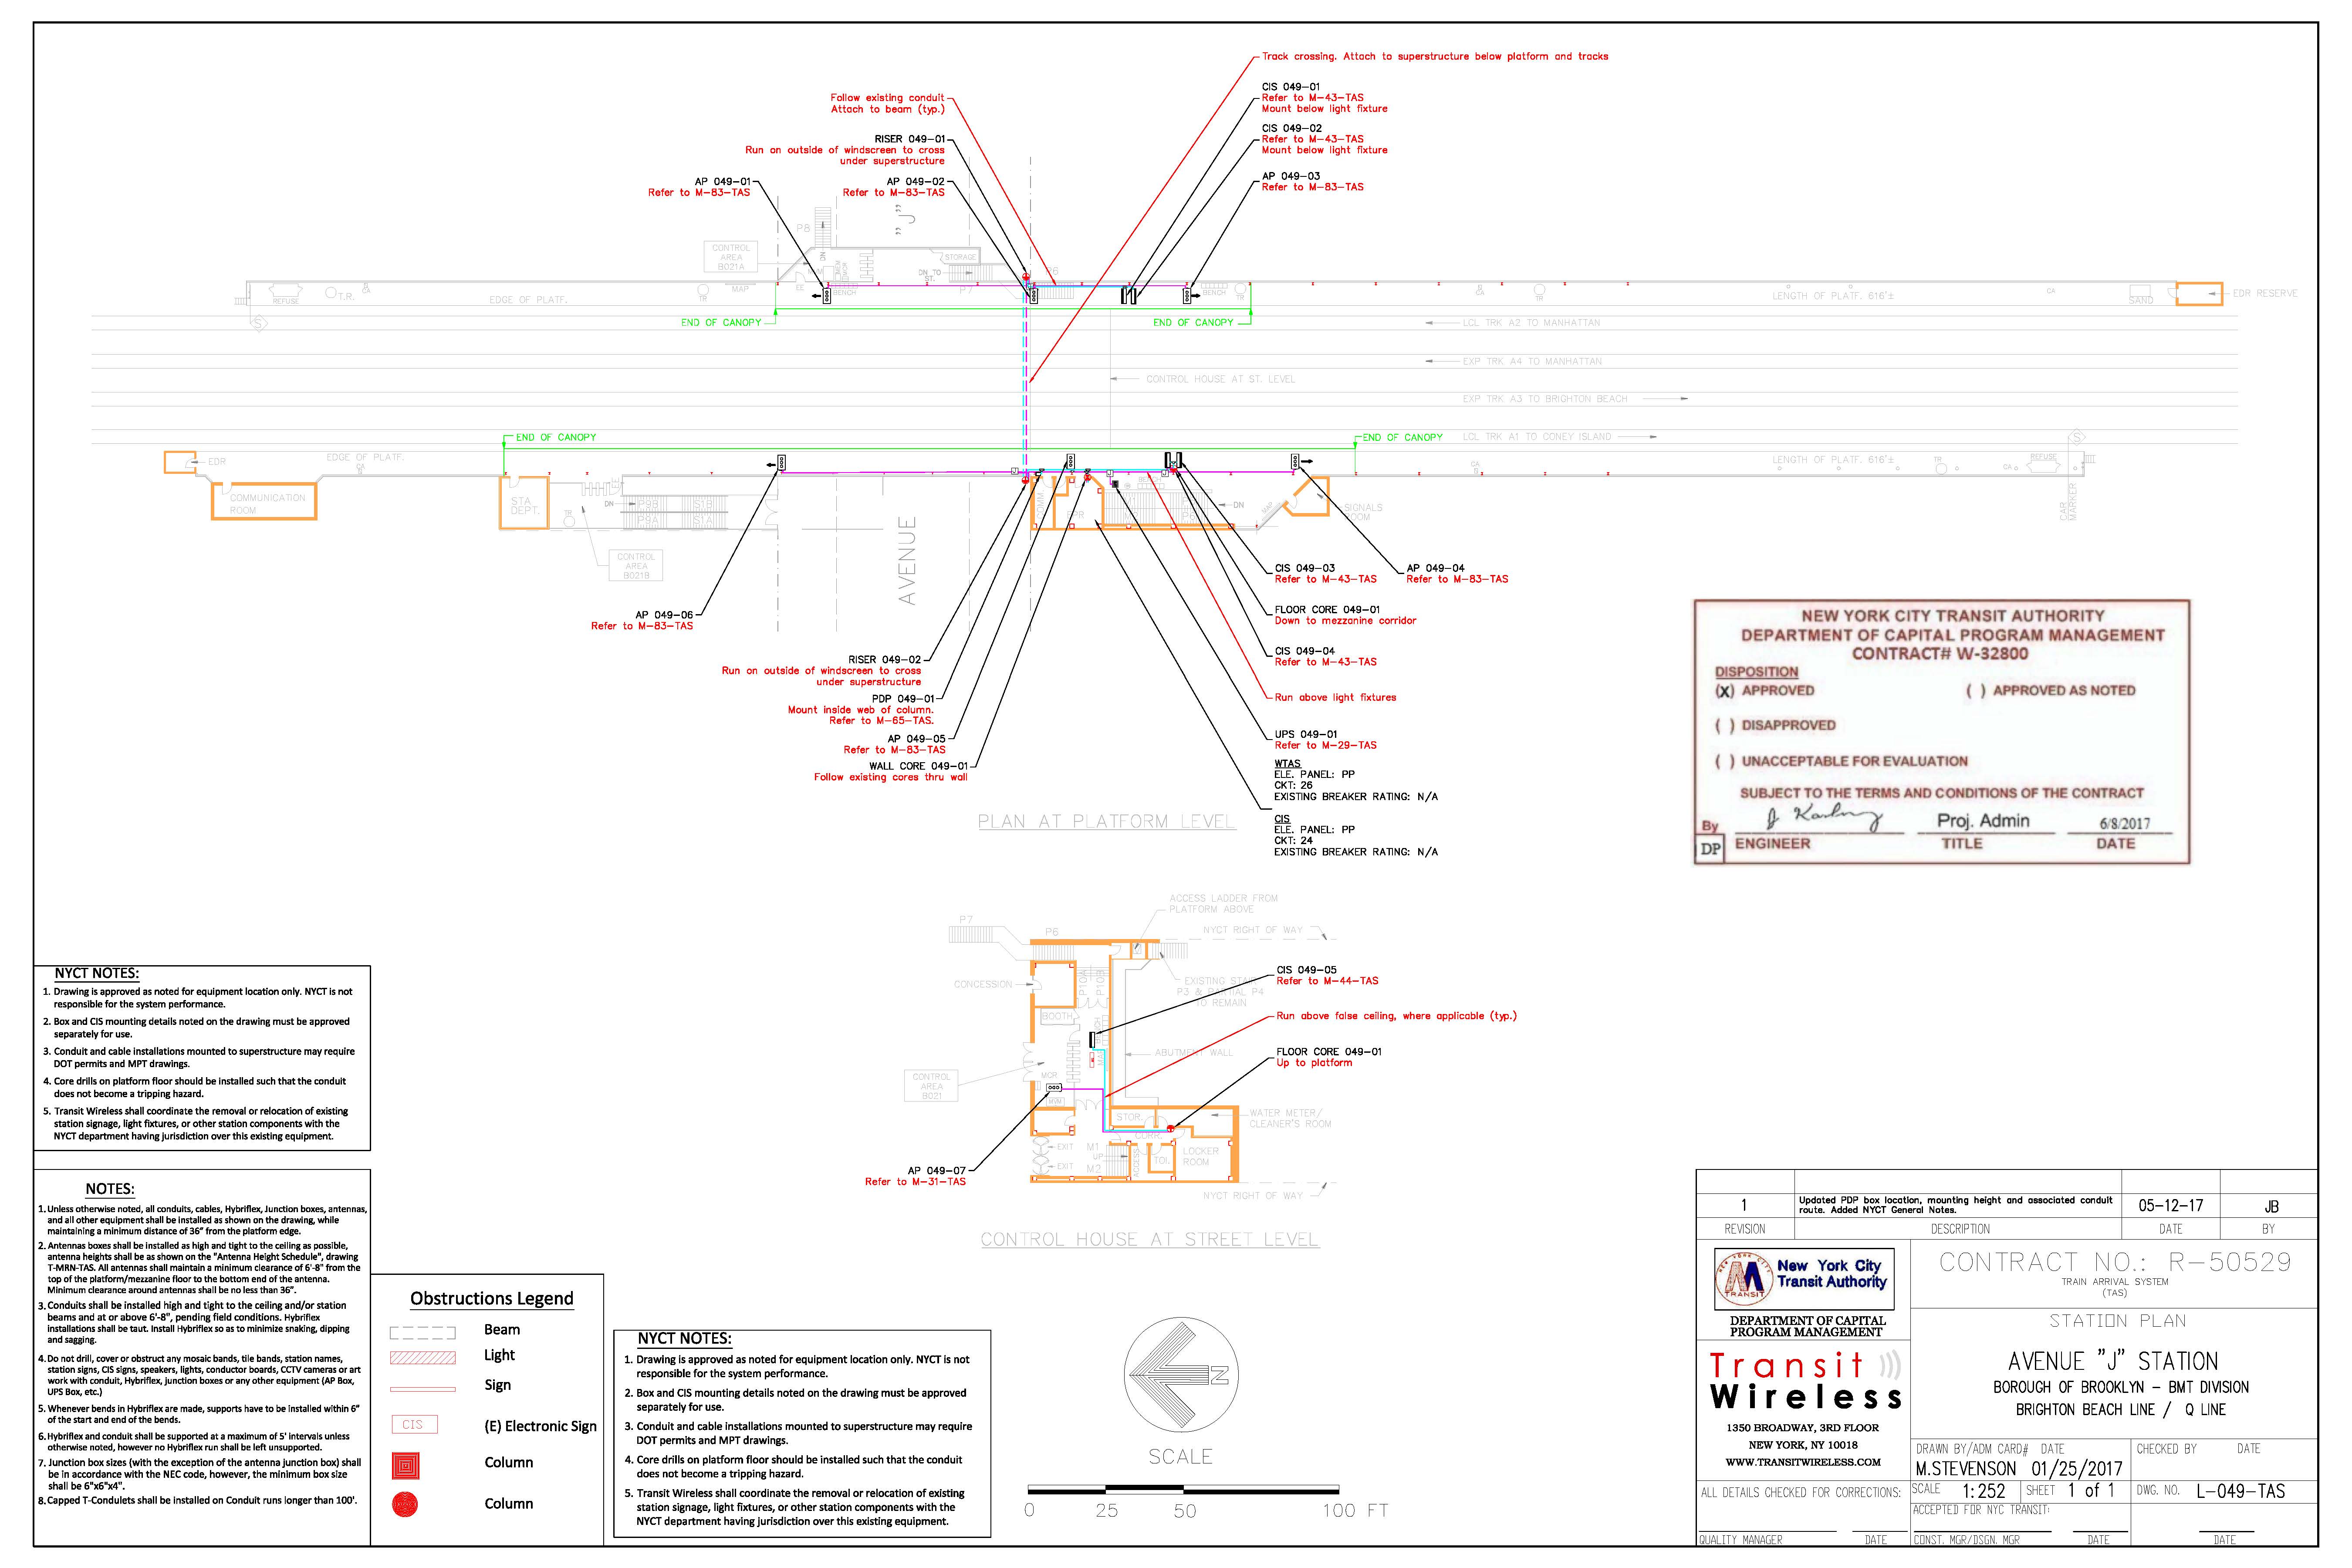 Track crossing. Attach to superstructure below platform and tracks
Follow existing conduit
Attach to beam (typ.)
CIS 049-01
Refer to M-43-TAS
Mount below light fixture
RISER 049-01
Run on outside of windscreen to cross
under superstructure
CIS 049-02
Refer to M-43-TAS
Mount below light fixture
AP 049-01
Refer to M-83-TAS
AP 049-02
Refer to M-83-TAS
AP 049-03
Refer to M-83-TAS
"J"
P8
CONTROL
AREA
B021A
STORAGE
DN TO
ST.
P7
P6
MVM
EE
MAP
TR
BENCH
BENCH
TR
REFUSE
T.R.
CA
EDGE OF PLATF.
CA
TR
LENGTH OF PLATF. 616'±
CA
SAND
EDR RESERVE
S
END OF CANOPY
END OF CANOPY
LCL TRK A2 TO MANHATTAN
EXP TRK A4 TO MANHATTAN
CONTROL HOUSE AT ST. LEVEL
EXP TRK A3 TO BRIGHTON BEACH
END OF CANOPY
END OF CANOPY
LCL TRK A1 TO CONEY ISLAND
S
EDR
EDGE OF PLATF.
CA
CA
LENGTH OF PLATF. 616'±
TR
CA
REFUSE
COMMUNICATION
ROOM
STA.
DEPT.
EE
DN
TR
P9B
S1B
P9A
S1A
COMM
EPR
BENCH
DN
MAP
SIGNALS
ROOM
CAR
MARKER
CONTROL
AREA
B021B
AVENUE
CIS 049-03
Refer to M-43-TAS
AP 049-04
Refer to M-83-TAS
AP 049-06
Refer to M-83-TAS
FLOOR CORE 049-01
Down to mezzanine corridor
CIS 049-04
Refer to M-43-TAS
RISER 049-02
Run on outside of windscreen to cross
under superstructure
Run above light fixtures
PDP 049-01
Mount inside web of column.
Refer to M-65-TAS.
AP 049-05
Refer to M-83-TAS
UPS 049-01
Refer to M-29-TAS
WALL CORE 049-01
Follow existing cores thru wall
WTAS
ELE. PANEL: PP
CKT: 26
EXISTING BREAKER RATING: N/A
CIS
ELE. PANEL: PP
CKT: 24
EXISTING BREAKER RATING: N/A
PLAN AT PLATFORM LEVEL
NEW YORK CITY TRANSIT AUTHORITY
DEPARTMENT OF CAPITAL PROGRAM MANAGEMENT
CONTRACT# W-32800
DISPOSITION
(X) APPROVED
( ) APPROVED AS NOTED
( ) DISAPPROVED
( ) UNACCEPTABLE FOR EVALUATION
SUBJECT TO THE TERMS AND CONDITIONS OF THE CONTRACT
By Proj. Admin 6/8/2017
DP ENGINEER TITLE DATE
ACCESS LADDER FROM
PLATFORM ABOVE
P7
P6
NYCT RIGHT OF WAY
CONCESSION
P10A
P10B
EXISTING STAIR
P3 & PARTIAL P4
TO REMAIN
CIS 049-05
Refer to M-44-TAS
BOOTH
BENCH
Run above false ceiling, where applicable (typ.)
ABUTMENT WALL
FLOOR CORE 049-01
Up to platform
CONTROL
AREA
B021
MCR
MVM
STOR.
WATER METER/
CLEANER'S ROOM
CORR.
EXIT
M1
UP
EXIT
M2
ACCESS
TOI.
LOCKER
ROOM
AP 049-07
Refer to M-31-TAS
NYCT RIGHT OF WAY
CONTROL HOUSE AT STREET LEVEL
NYCT NOTES:
1. Drawing is approved as noted for equipment location only. NYCT is not
responsible for the system performance.
2. Box and CIS mounting details noted on the drawing must be approved
separately for use.
3. Conduit and cable installations mounted to superstructure may require
DOT permits and MPT drawings.
4. Core drills on platform floor should be installed such that the conduit
does not become a tripping hazard.
5. Transit Wireless shall coordinate the removal or relocation of existing
station signage, light fixtures, or other station components with the
NYCT department having jurisdiction over this existing equipment.
NOTES:
1. Unless otherwise noted, all conduits, cables, Hybriflex, Junction boxes, antennas,
and all other equipment shall be installed as shown on the drawing, while
maintaining a minimum distance of 36" from the platform edge.
2. Antennas boxes shall be installed as high and tight to the ceiling as possible,
antenna heights shall be as shown on the "Antenna Height Schedule", drawing
T-MRN-TAS. All antennas shall maintain a minimum clearance of 6'-8" from the
top of the platform/mezzanine floor to the bottom end of the antenna.
Minimum clearance around antennas shall be no less than 36".
3. Conduits shall be installed high and tight to the ceiling and/or station
beams and at or above 6'-8", pending field conditions. Hybriflex
installations shall be taut. Install Hybriflex so as to minimize snaking, dipping
and sagging.
4. Do not drill, cover or obstruct any mosaic bands, tile bands, station names,
station signs, CIS signs, speakers, lights, conductor boards, CCTV cameras or art
work with conduit, Hybriflex, junction boxes or any other equipment (AP Box,
UPS Box, etc.)
5. Whenever bends in Hybriflex are made, supports have to be installed within 6"
of the start and end of the bends.
6. Hybriflex and conduit shall be supported at a maximum of 5' intervals unless
otherwise noted, however no Hybriflex run shall be left unsupported.
7. Junction box sizes (with the exception of the antenna junction box) shall
be in accordance with the NEC code, however, the minimum box size
shall be 6"x6"x4".
8. Capped T-Condulets shall be installed on Conduit runs longer than 100'.
Obstructions Legend
Beam
Light
Sign
CIS (E) Electronic Sign
Column
Column
NYCT NOTES:
1. Drawing is approved as noted for equipment location only. NYCT is not
responsible for the system performance.
2. Box and CIS mounting details noted on the drawing must be approved
separately for use.
3. Conduit and cable installations mounted to superstructure may require
DOT permits and MPT drawings.
4. Core drills on platform floor should be installed such that the conduit
does not become a tripping hazard.
5. Transit Wireless shall coordinate the removal or relocation of existing
station signage, light fixtures, or other station components with the
NYCT department having jurisdiction over this existing equipment.
N
SCALE
0 25 50 100 FT
1 Updated PDP box location, mounting height and associated conduit
route. Added NYCT General Notes. 05-12-17 JB
REVISION DESCRIPTION DATE BY
New York City
Transit Authority
TRANSIT
DEPARTMENT OF CAPITAL
PROGRAM MANAGEMENT
CONTRACT NO.: R-50529
TRAIN ARRIVAL SYSTEM
(TAS)
STATION PLAN
Transit
Wireless
1350 BROADWAY, 3RD FLOOR
NEW YORK, NY 10018
WWW.TRANSITWIRELESS.COM
AVENUE "J" STATION
BOROUGH OF BROOKLYN - BMT DIVISION
BRIGHTON BEACH LINE / Q LINE
DRAWN BY/ADM CARD# DATE
M.STEVENSON 01/25/2017
CHECKED BY DATE
ALL DETAILS CHECKED FOR CORRECTIONS:
SCALE 1:252 SHEET 1 of 1 DWG. NO. L-049-TAS
ACCEPTED FOR NYC TRANSIT:
QUALITY MANAGER DATE
CONST. MGR/DSGN. MGR DATE DATE